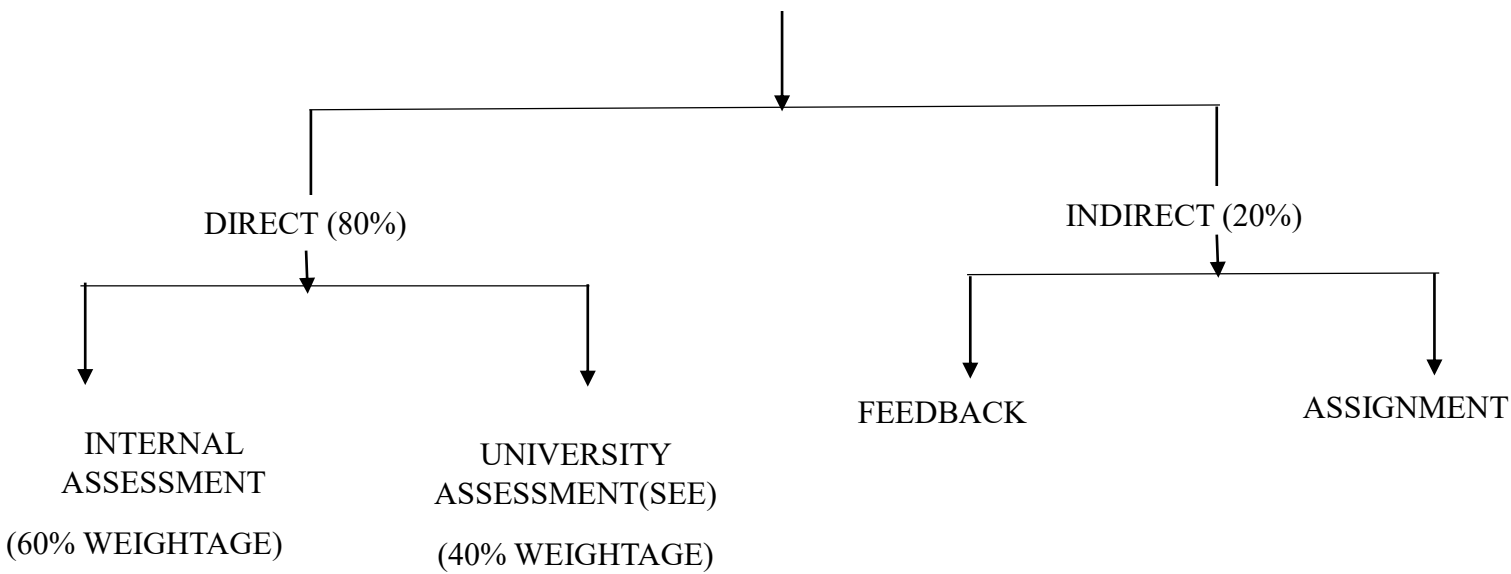 DIRECT (80%)
INDIRECT (20%)
INTERNAL
ASSESSMENT
(60% WEIGHTAGE)
UNIVERSITY
ASSESSMENT(SEE)
(40% WEIGHTAGE)
FEEDBACK
ASSIGNMENT